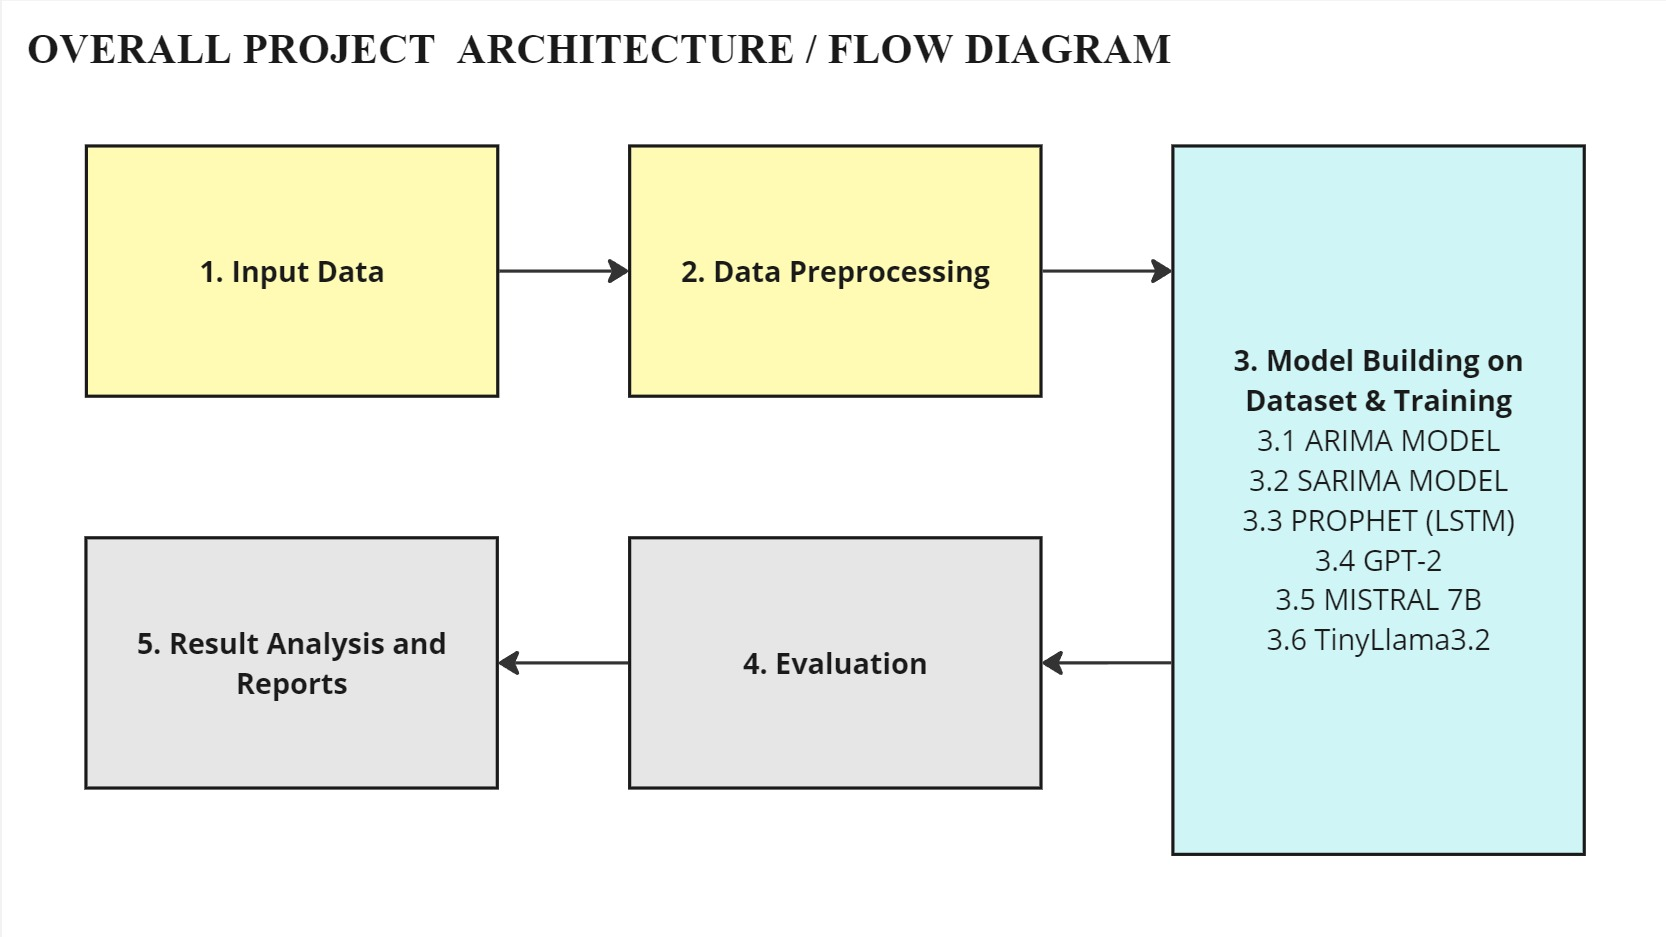 OVERALL PROJECT ARCHITECTURE / FLOW DIAGRAM
1. Input Data
2. Data Preprocessing
3. Model Building on
Dataset & Training
3.1 ARIMA MODEL
3.2 SARIMA MODEL
3.3 PROPHET (LSTM)
3.4 GPT-2
3.5 MISTRAL 7B
3.6 TinyLlama3.2
4. Evaluation
5. Result Analysis and
Reports